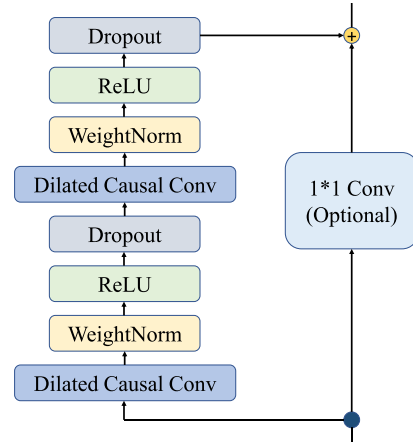 Dropout
+
ReLU
WeightNorm
Dilated Causal Conv
1*1 Conv
(Optional)
Dropout
ReLU
WeightNorm
Dilated Causal Conv